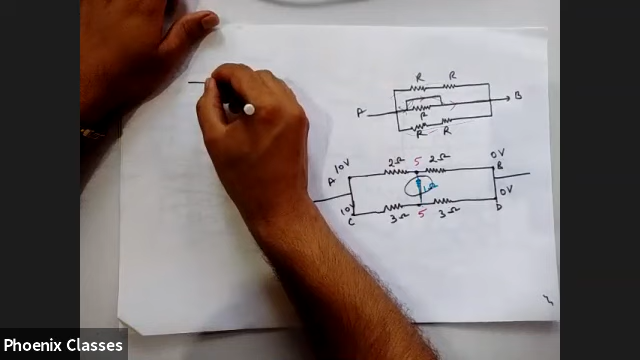 R R
A R B
R R
10V 2Ω 5 2Ω 0V
A 1Ω B
10V 0V
C 3Ω 5 3Ω D
Phoenix Classes